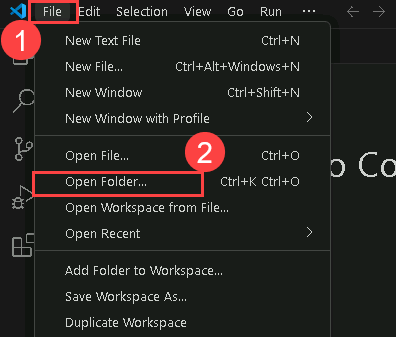 File Edit Selection View Go Run ...
1
New Text File Ctrl+N
New File... Ctrl+Alt+Windows+N
New Window Ctrl+Shift+N
New Window with Profile
2
Open File... Ctrl+O
Open Folder... Ctrl+K Ctrl+O
Open Workspace from File...
Open Recent
Add Folder to Workspace...
Save Workspace As...
Duplicate Workspace